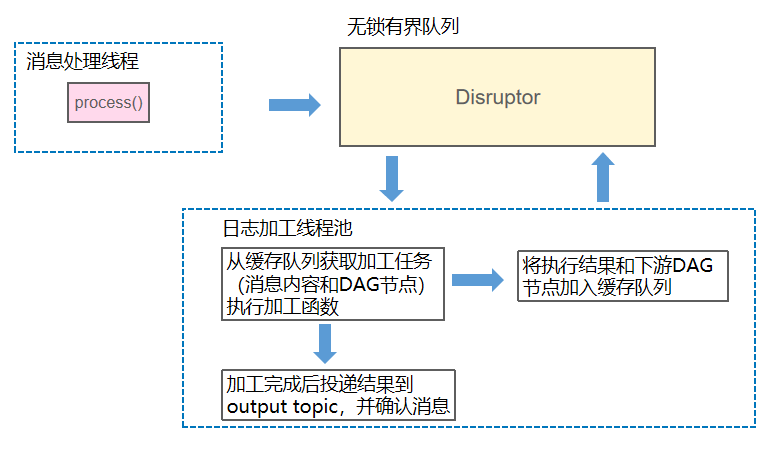 无锁有界队列
消息处理线程
process()
Disruptor
日志加工线程池
从缓存队列获取加工任务
（消息内容和DAG节点）
执行加工函数
将执行结果和下游DAG
节点加入缓存队列
加工完成后投递结果到
output topic，并确认消息